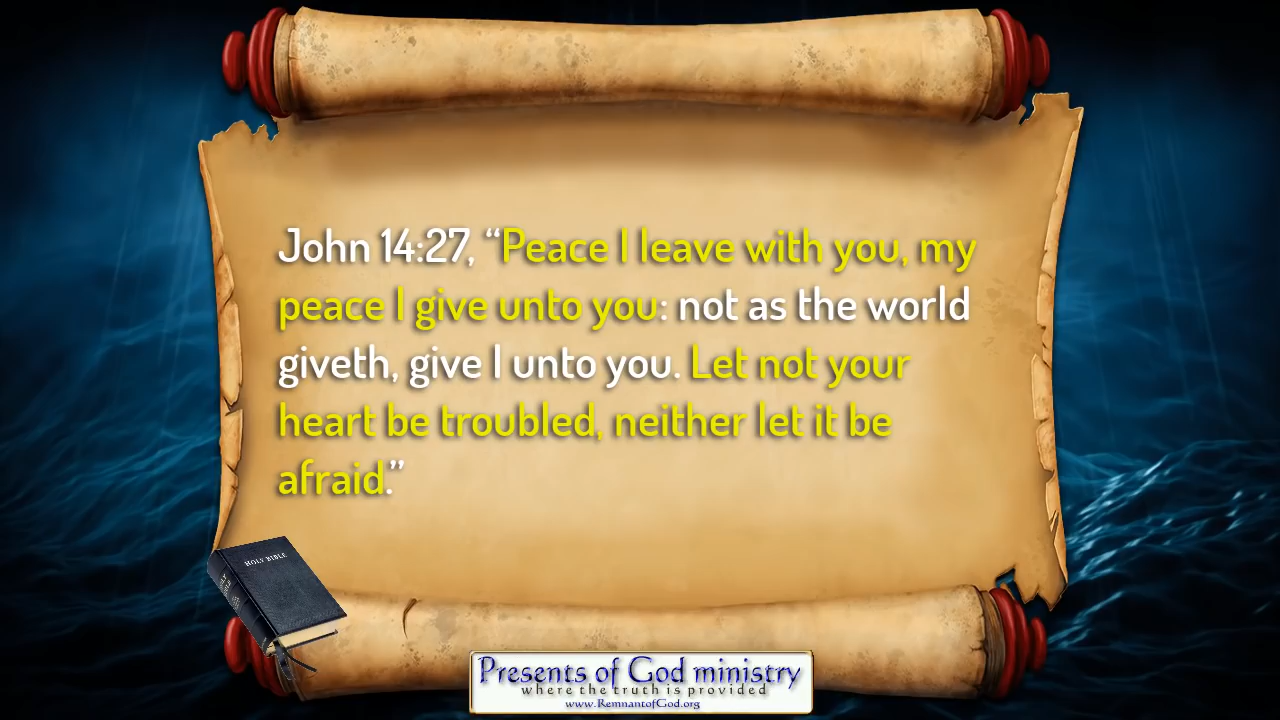 John 14:27, “Peace I leave with you, my
peace I give unto you: not as the world
giveth, give I unto you. Let not your
heart be troubled, neither let it be
afraid.”
HOLY BIBLE
Presents of God ministry
where the truth is provided
www.RemnantofGod.org